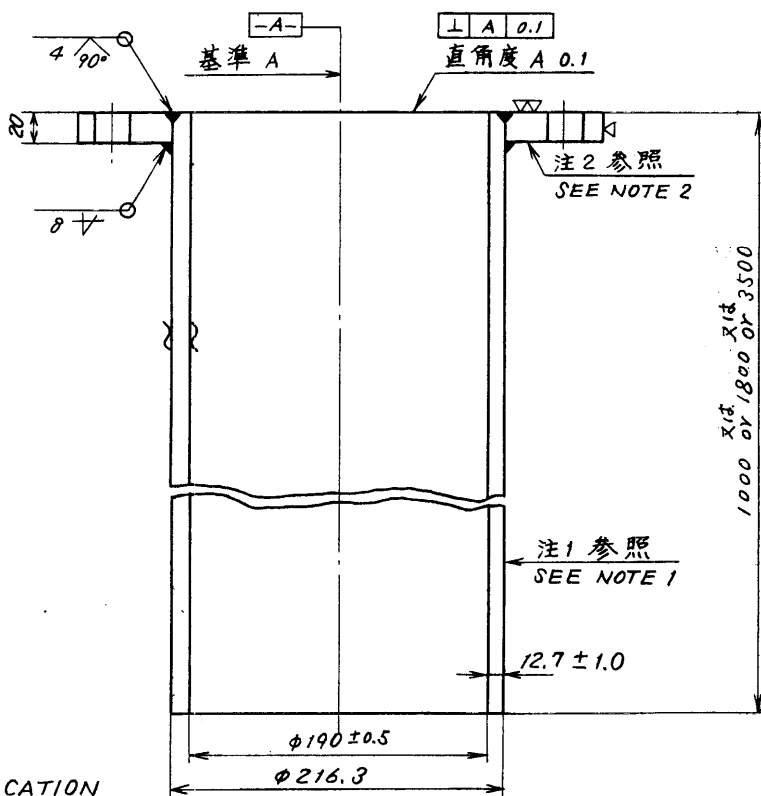 -A-
⊥ A 0.1
4 90°
基準 A
直角度 A 0.1
20
注2 参照
SEE NOTE 2
8
1000 又は OR 1800 又は OR 3500
注1 参照
SEE NOTE 1
12.7 ±1.0
φ190 ±0.5
φ216.3
CATION